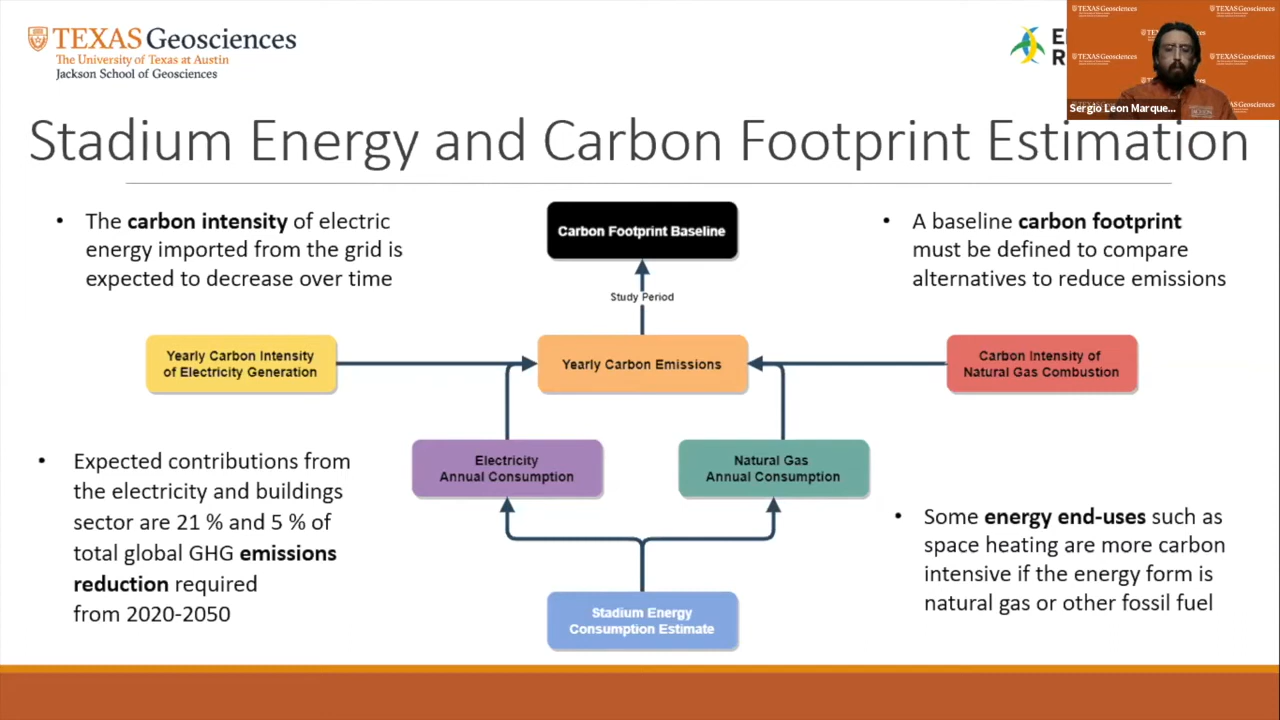 TEXAS Geosciences
The University of Texas at Austin
Jackson School of Geosciences
TEXAS Geosciences
TEXAS Geosciences
Sergio Leon Marque...
Stadium Energy and Carbon Footprint Estimation
• The carbon intensity of electric
energy imported from the grid is
expected to decrease over time
Carbon Footprint Baseline
• A baseline carbon footprint
must be defined to compare
alternatives to reduce emissions
Study Period
Yearly Carbon Intensity
of Electricity Generation
Yearly Carbon Emissions
Carbon Intensity of
Natural Gas Combustion
• Expected contributions from
the electricity and buildings
sector are 21 % and 5 % of
total global GHG emissions
reduction required
from 2020-2050
Electricity
Annual Consumption
Natural Gas
Annual Consumption
• Some energy end-uses such as
space heating are more carbon
intensive if the energy form is
natural gas or other fossil fuel
Stadium Energy
Consumption Estimate